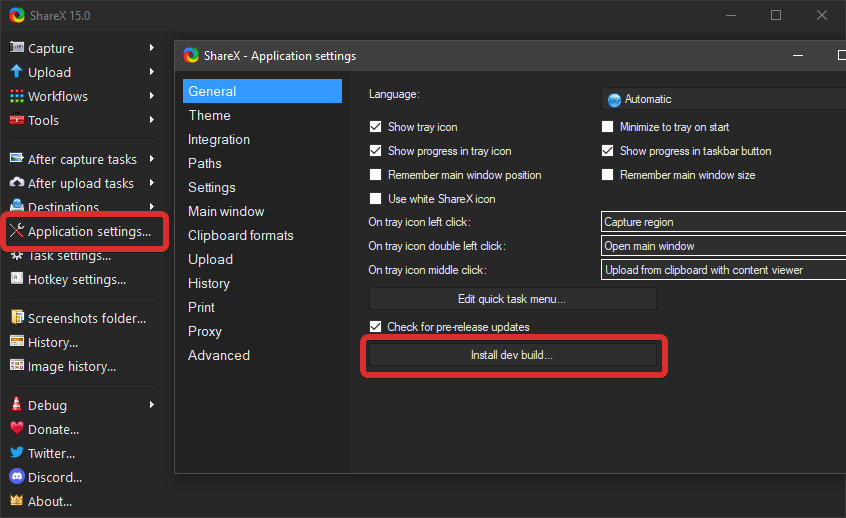 ShareX 15.0
Capture
Upload
Workflows
Tools
After capture tasks
After upload tasks
Destinations
Application settings...
Task settings...
Hotkey settings...
Screenshots folder...
History...
Image history...
Debug
Donate...
Twitter...
Discord...
About...
ShareX - Application settings
General
Theme
Integration
Paths
Settings
Main window
Clipboard formats
Upload
History
Print
Proxy
Advanced
Language: Automatic
Show tray icon Minimize to tray on start
Show progress in tray icon Show progress in taskbar button
Remember main window position Remember main window size
Use white ShareX icon
On tray icon left click: Capture region
On tray icon double left click: Open main window
On tray icon middle click: Upload from clipboard with content viewer
Edit quick task menu...
Check for pre-release updates
Install dev build...